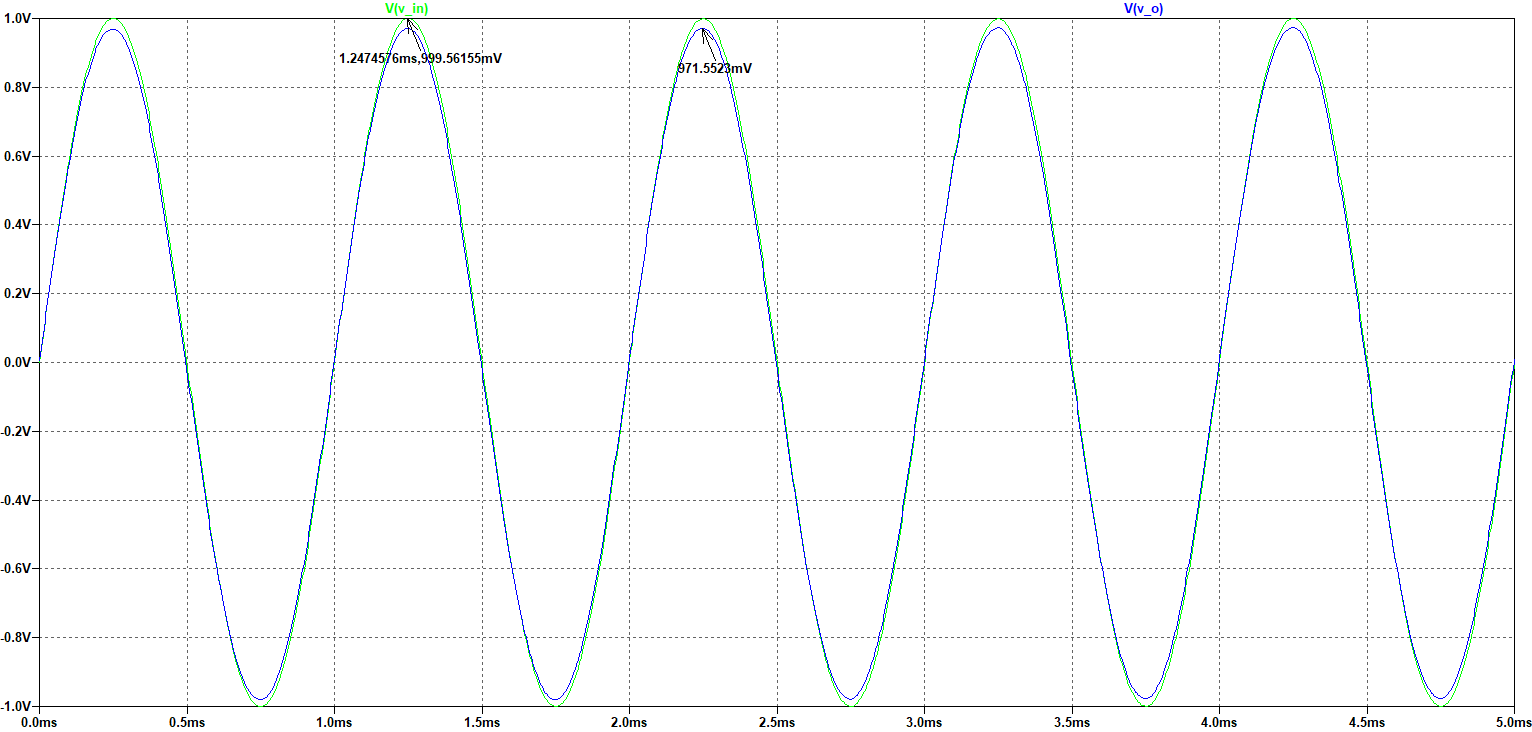 V(v_in) V(v_o)
1.0V
1.2474576ms,999.56155mV
971.5523mV
0.8V
0.6V
0.4V
0.2V
0.0V
-0.2V
-0.4V
-0.6V
-0.8V
-1.0V
0.0ms 0.5ms 1.0ms 1.5ms 2.0ms 2.5ms 3.0ms 3.5ms 4.0ms 4.5ms 5.0ms